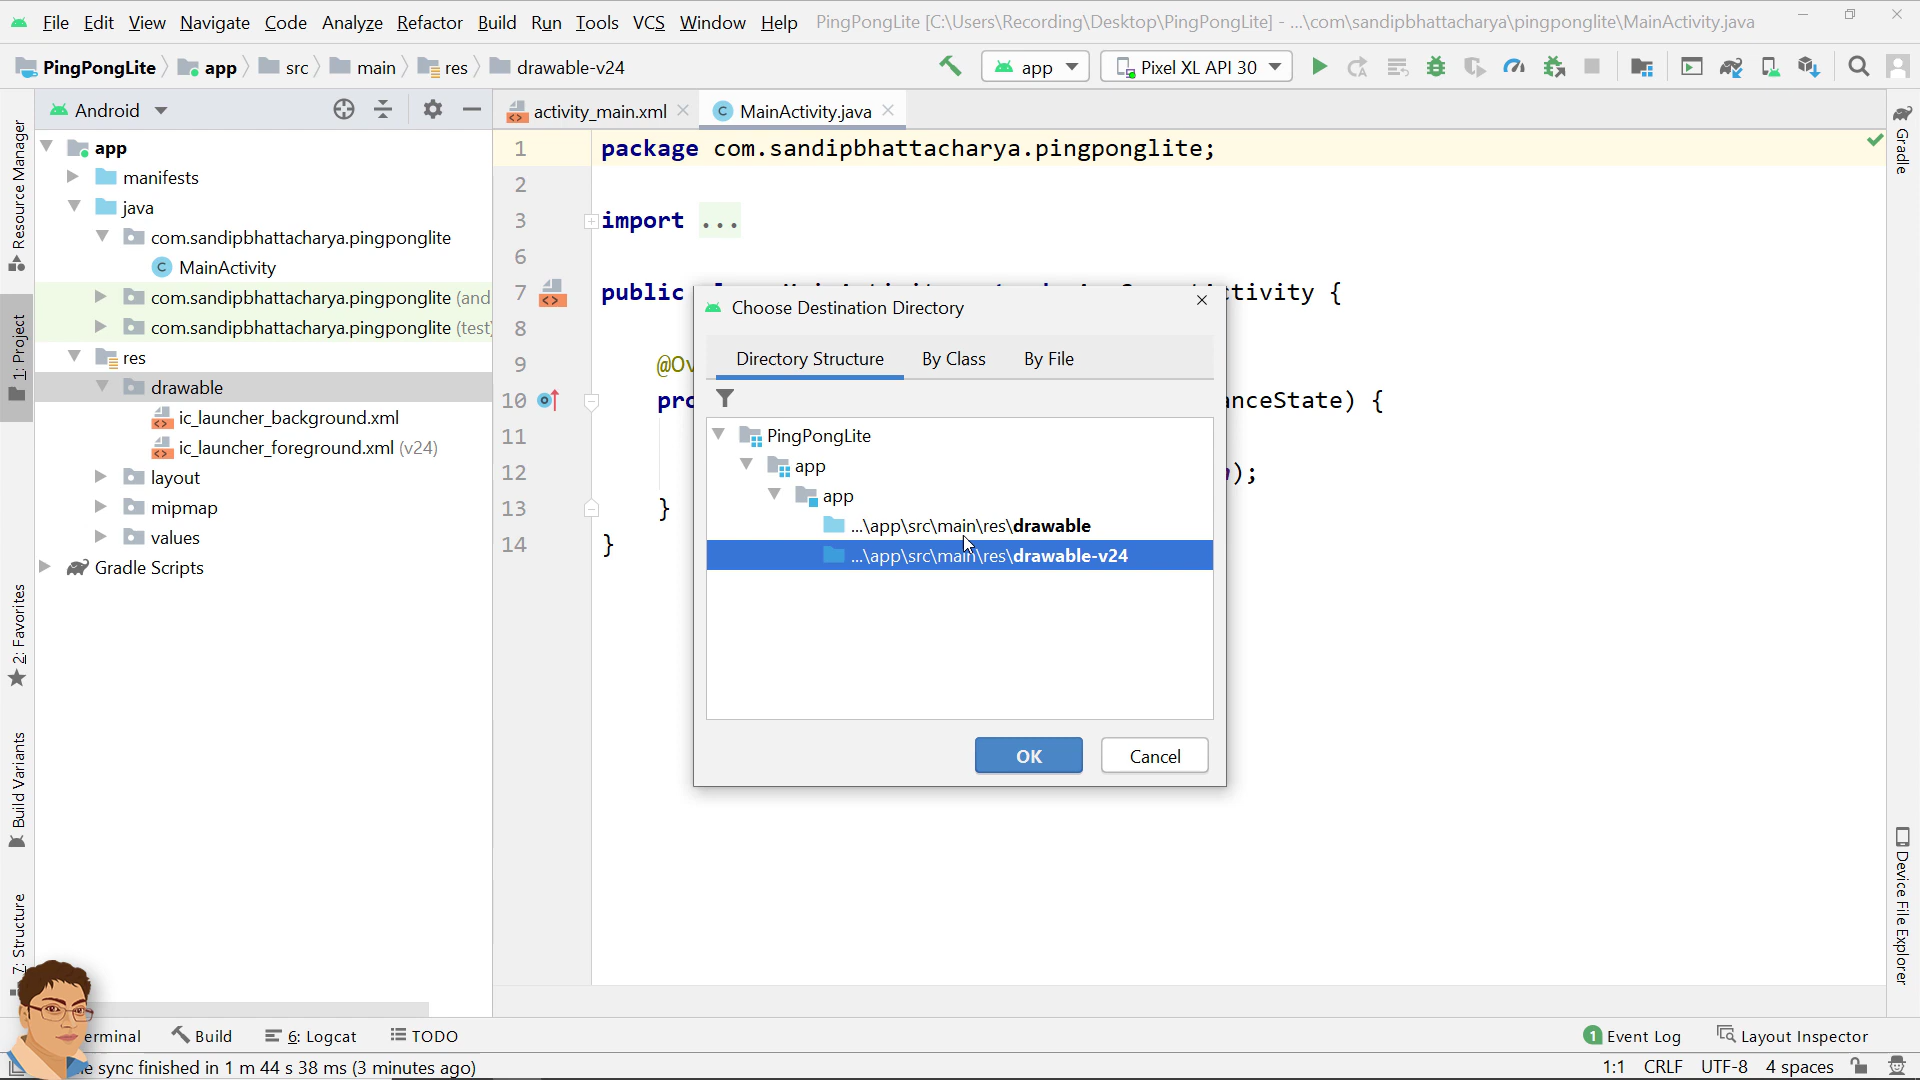 File Edit View Navigate Code Analyze Refactor Build Run Tools VCS Window Help PingPongLite [C:\Users\Recording\Desktop\PingPongLite] - ...\com\sandipbhattacharya\pingponglite\MainActivity.java
PingPongLite app src main res drawable-v24 app Pixel XL API 30
Android
activity_main.xml MainActivity.java
Resource Manager
1: Project
2: Favorites
Build Variants
7: Structure
app
manifests
java
com.sandipbhattacharya.pingponglite
MainActivity
com.sandipbhattacharya.pingponglite (and
com.sandipbhattacharya.pingponglite (test)
res
drawable
ic_launcher_background.xml
ic_launcher_foreground.xml (v24)
layout
mipmap
values
Gradle Scripts
1 package com.sandipbhattacharya.pingponglite;
2
3 import ...
6
7 public tivity {
8
9 @Ov
10 pro anceState) {
11
12 );
13 }
14 }
Choose Destination Directory
Directory Structure By Class By File
PingPongLite
app
app
...\app\src\main\res\drawable
...\app\src\main\res\drawable-v24
OK Cancel
Gradle
Device File Explorer
erminal Build 6: Logcat TODO 1 Event Log Layout Inspector
e sync finished in 1 m 44 s 38 ms (3 minutes ago) 1:1 CRLF UTF-8 4 spaces